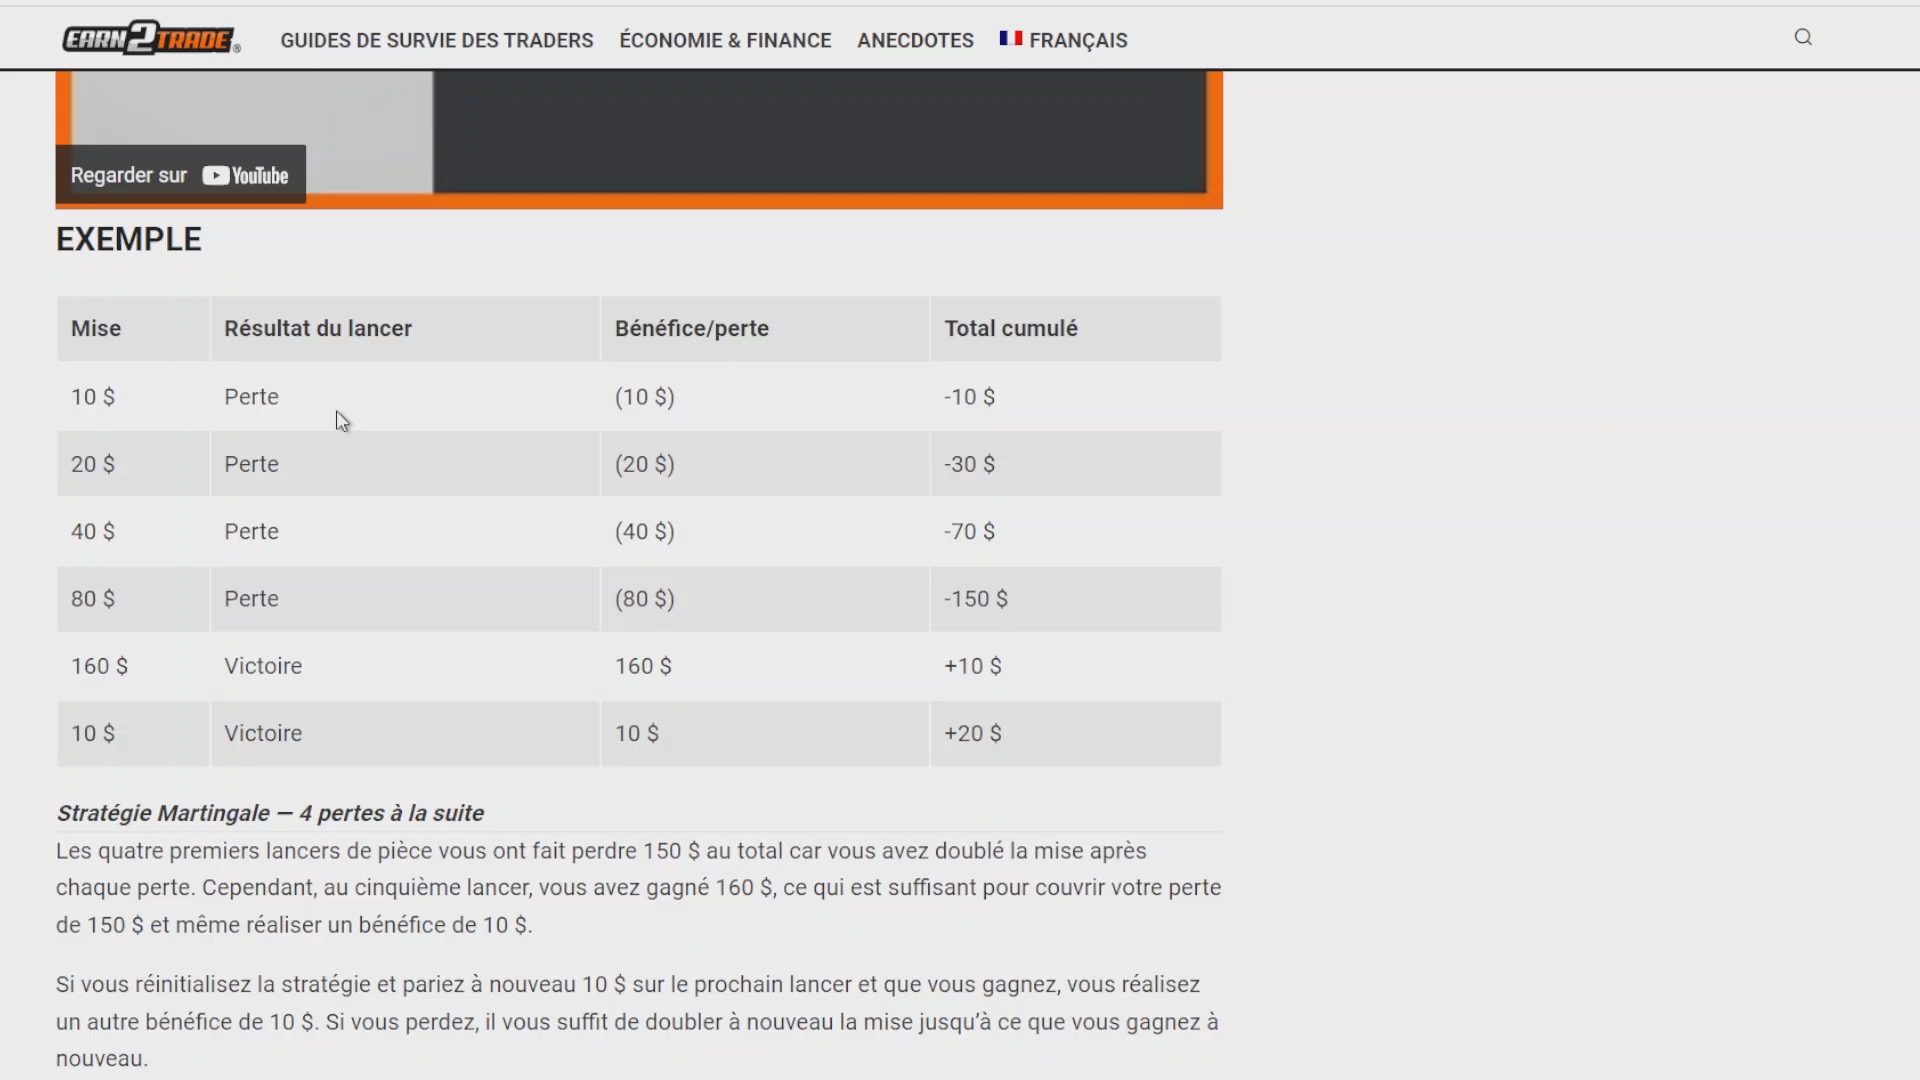 EARN2TRADE® GUIDES DE SURVIE DES TRADERS ÉCONOMIE & FINANCE ANECDOTES FRANÇAIS
Regarder sur YouTube
EXEMPLE
Mise Résultat du lancer Bénéfice/perte Total cumulé
10 $ Perte (10 $) -10 $
20 $ Perte (20 $) -30 $
40 $ Perte (40 $) -70 $
80 $ Perte (80 $) -150 $
160 $ Victoire 160 $ +10 $
10 $ Victoire 10 $ +20 $
Stratégie Martingale — 4 pertes à la suite
Les quatre premiers lancers de pièce vous ont fait perdre 150 $ au total car vous avez doublé la mise après
chaque perte. Cependant, au cinquième lancer, vous avez gagné 160 $, ce qui est suffisant pour couvrir votre perte
de 150 $ et même réaliser un bénéfice de 10 $.
Si vous réinitialisez la stratégie et pariez à nouveau 10 $ sur le prochain lancer et que vous gagnez, vous réalisez
un autre bénéfice de 10 $. Si vous perdez, il vous suffit de doubler à nouveau la mise jusqu’à ce que vous gagnez à
nouveau.